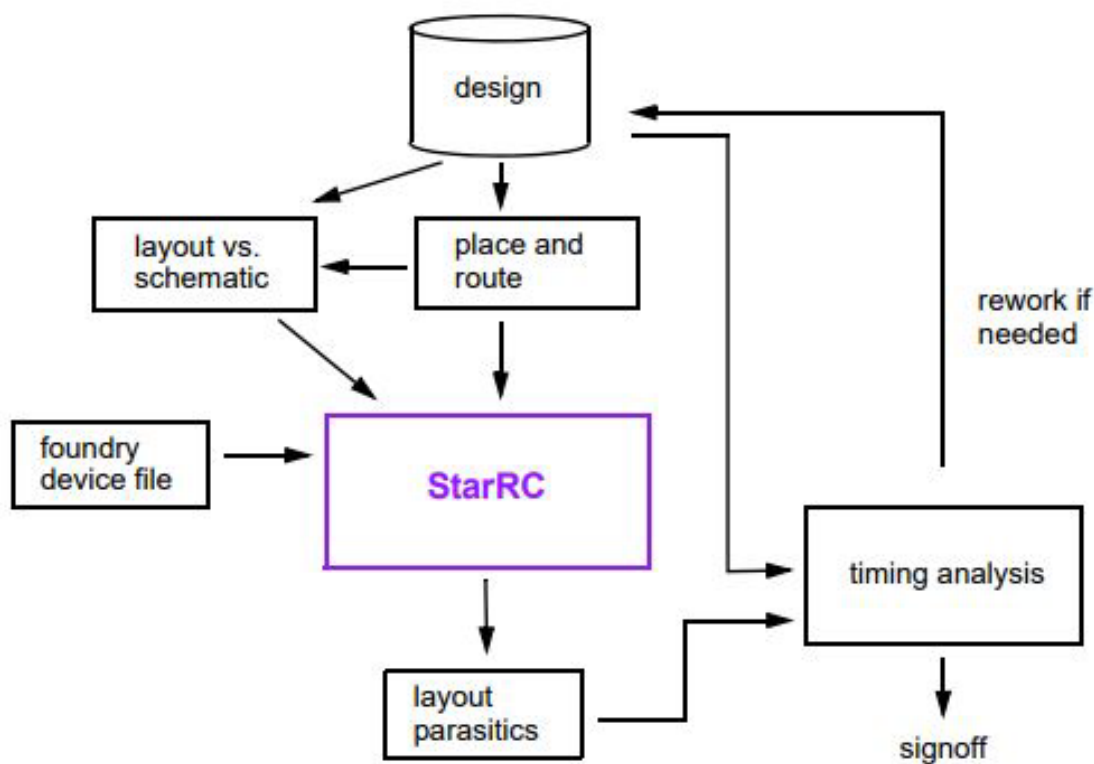 design
layout vs.
schematic
place and
route
rework if
needed
foundry
device file
StarRC
timing analysis
layout
parasitics
signoff